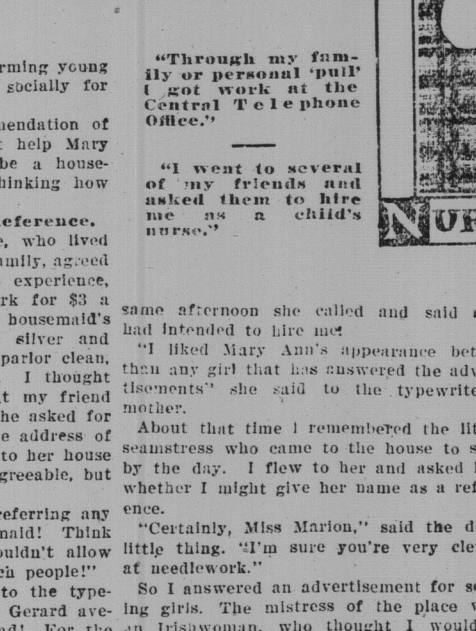 rming young
socially for
mendation of
help Mary
be a house-
hinking how
eference.
e, who lived
amily, agreed
experience,
rk for $3 a
housemaid's
silver and
parlor clean,
I thought
at my friend
he asked for
e address of
to her house
greeable, but
referring any
maid! Think
ouldn't allow
ch people!"
to the type-
Gerard ave-
For the
"Through my fam-
ily or personal 'pull'
I got work at the
Central Telephone
Office."
"I went to several
of my friends and
asked them to hire
me as a child's
nurse."
NUR
same afternoon she called and said
had intended to hire me!
"I liked Mary Ann's appearance bet
than any girl that has answered the adv
tisements" she said to the typewrite
mother.
About that time I remembered the lit
seamstress who came to the house to s
by the day. I flew to her and asked
whether I might give her name as a ref
ence.
"Certainly, Miss Marion," said the d
little thing. "I'm sure you're very cle
at needlework."
So I answered an advertisement for se
ing girls. The mistress of the place
an Irishwoman, who thought I would